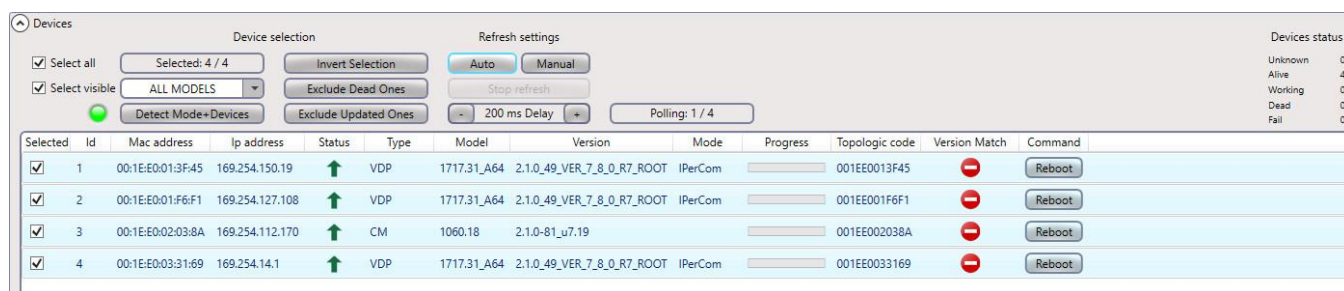 Devices
Device selection Refresh settings Devices status
Select all Selected: 4 / 4 Invert Selection Auto Manual Unknown 0
Alive 4
Select visible ALL MODELS Exclude Dead Ones Stop refresh Working 0
Dead 0
Detect Mode+Devices Exclude Updated Ones - 200 ms Delay + Polling: 1 / 4 Fail 0
Selected Id Mac address Ip address Status Type Model Version Mode Progress Topologic code Version Match Command
1 00:1E:E0:01:3F:45 169.254.150.19 VDP 1717.31_A64 2.1.0_49_VER_7_8_0_R7_ROOT IPerCom 001EE0013F45 Reboot
2 00:1E:E0:01:F6:F1 169.254.127.108 VDP 1717.31_A64 2.1.0_49_VER_7_8_0_R7_ROOT IPerCom 001EE001F6F1 Reboot
3 00:1E:E0:02:03:8A 169.254.112.170 CM 1060.18 2.1.0-81_u7.19 001EE002038A Reboot
4 00:1E:E0:03:31:69 169.254.14.1 VDP 1717.31_A64 2.1.0_49_VER_7_8_0_R7_ROOT IPerCom 001EE0033169 Reboot